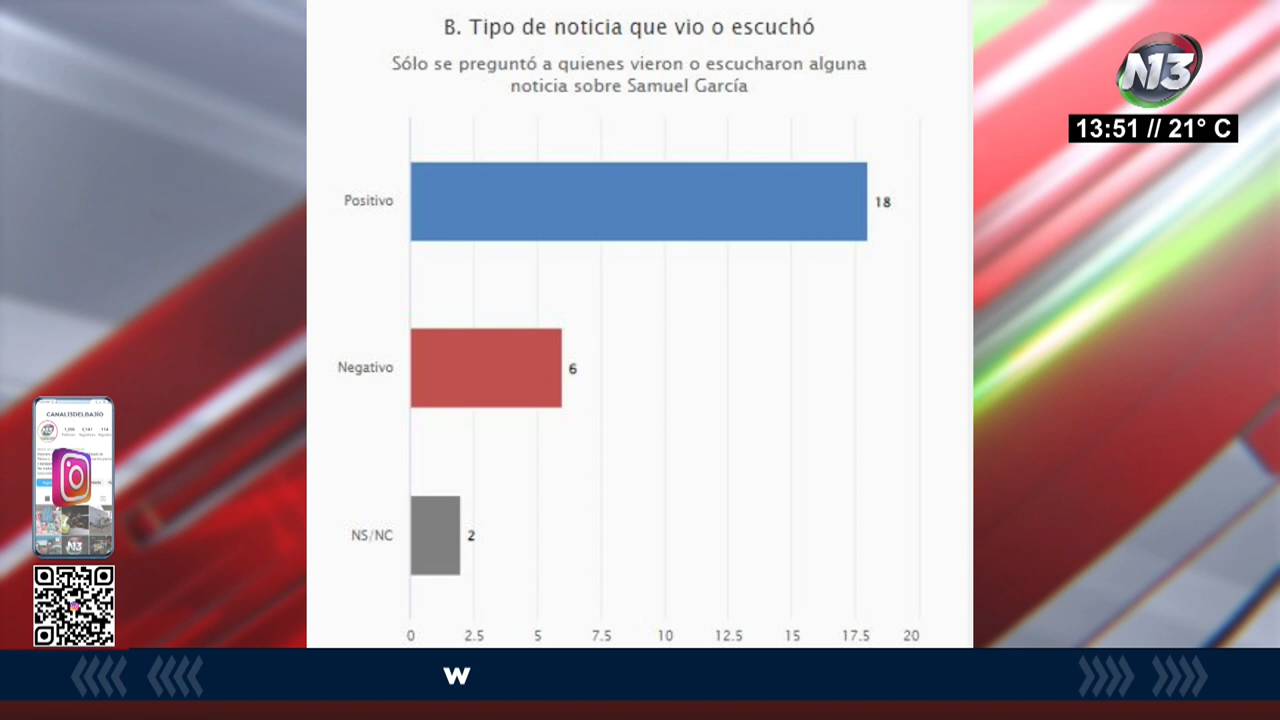 B. Tipo de noticia que vio o escuchó
Sólo se preguntó a quienes vieron o escucharon alguna
noticia sobre Samuel García
N13
13:51 // 21° C
Positivo
18
Negativo
6
NS/NC
2
0 2.5 5 7.5 10 12.5 15 17.5 20
CANAL13DELBAJÍO
N13
W